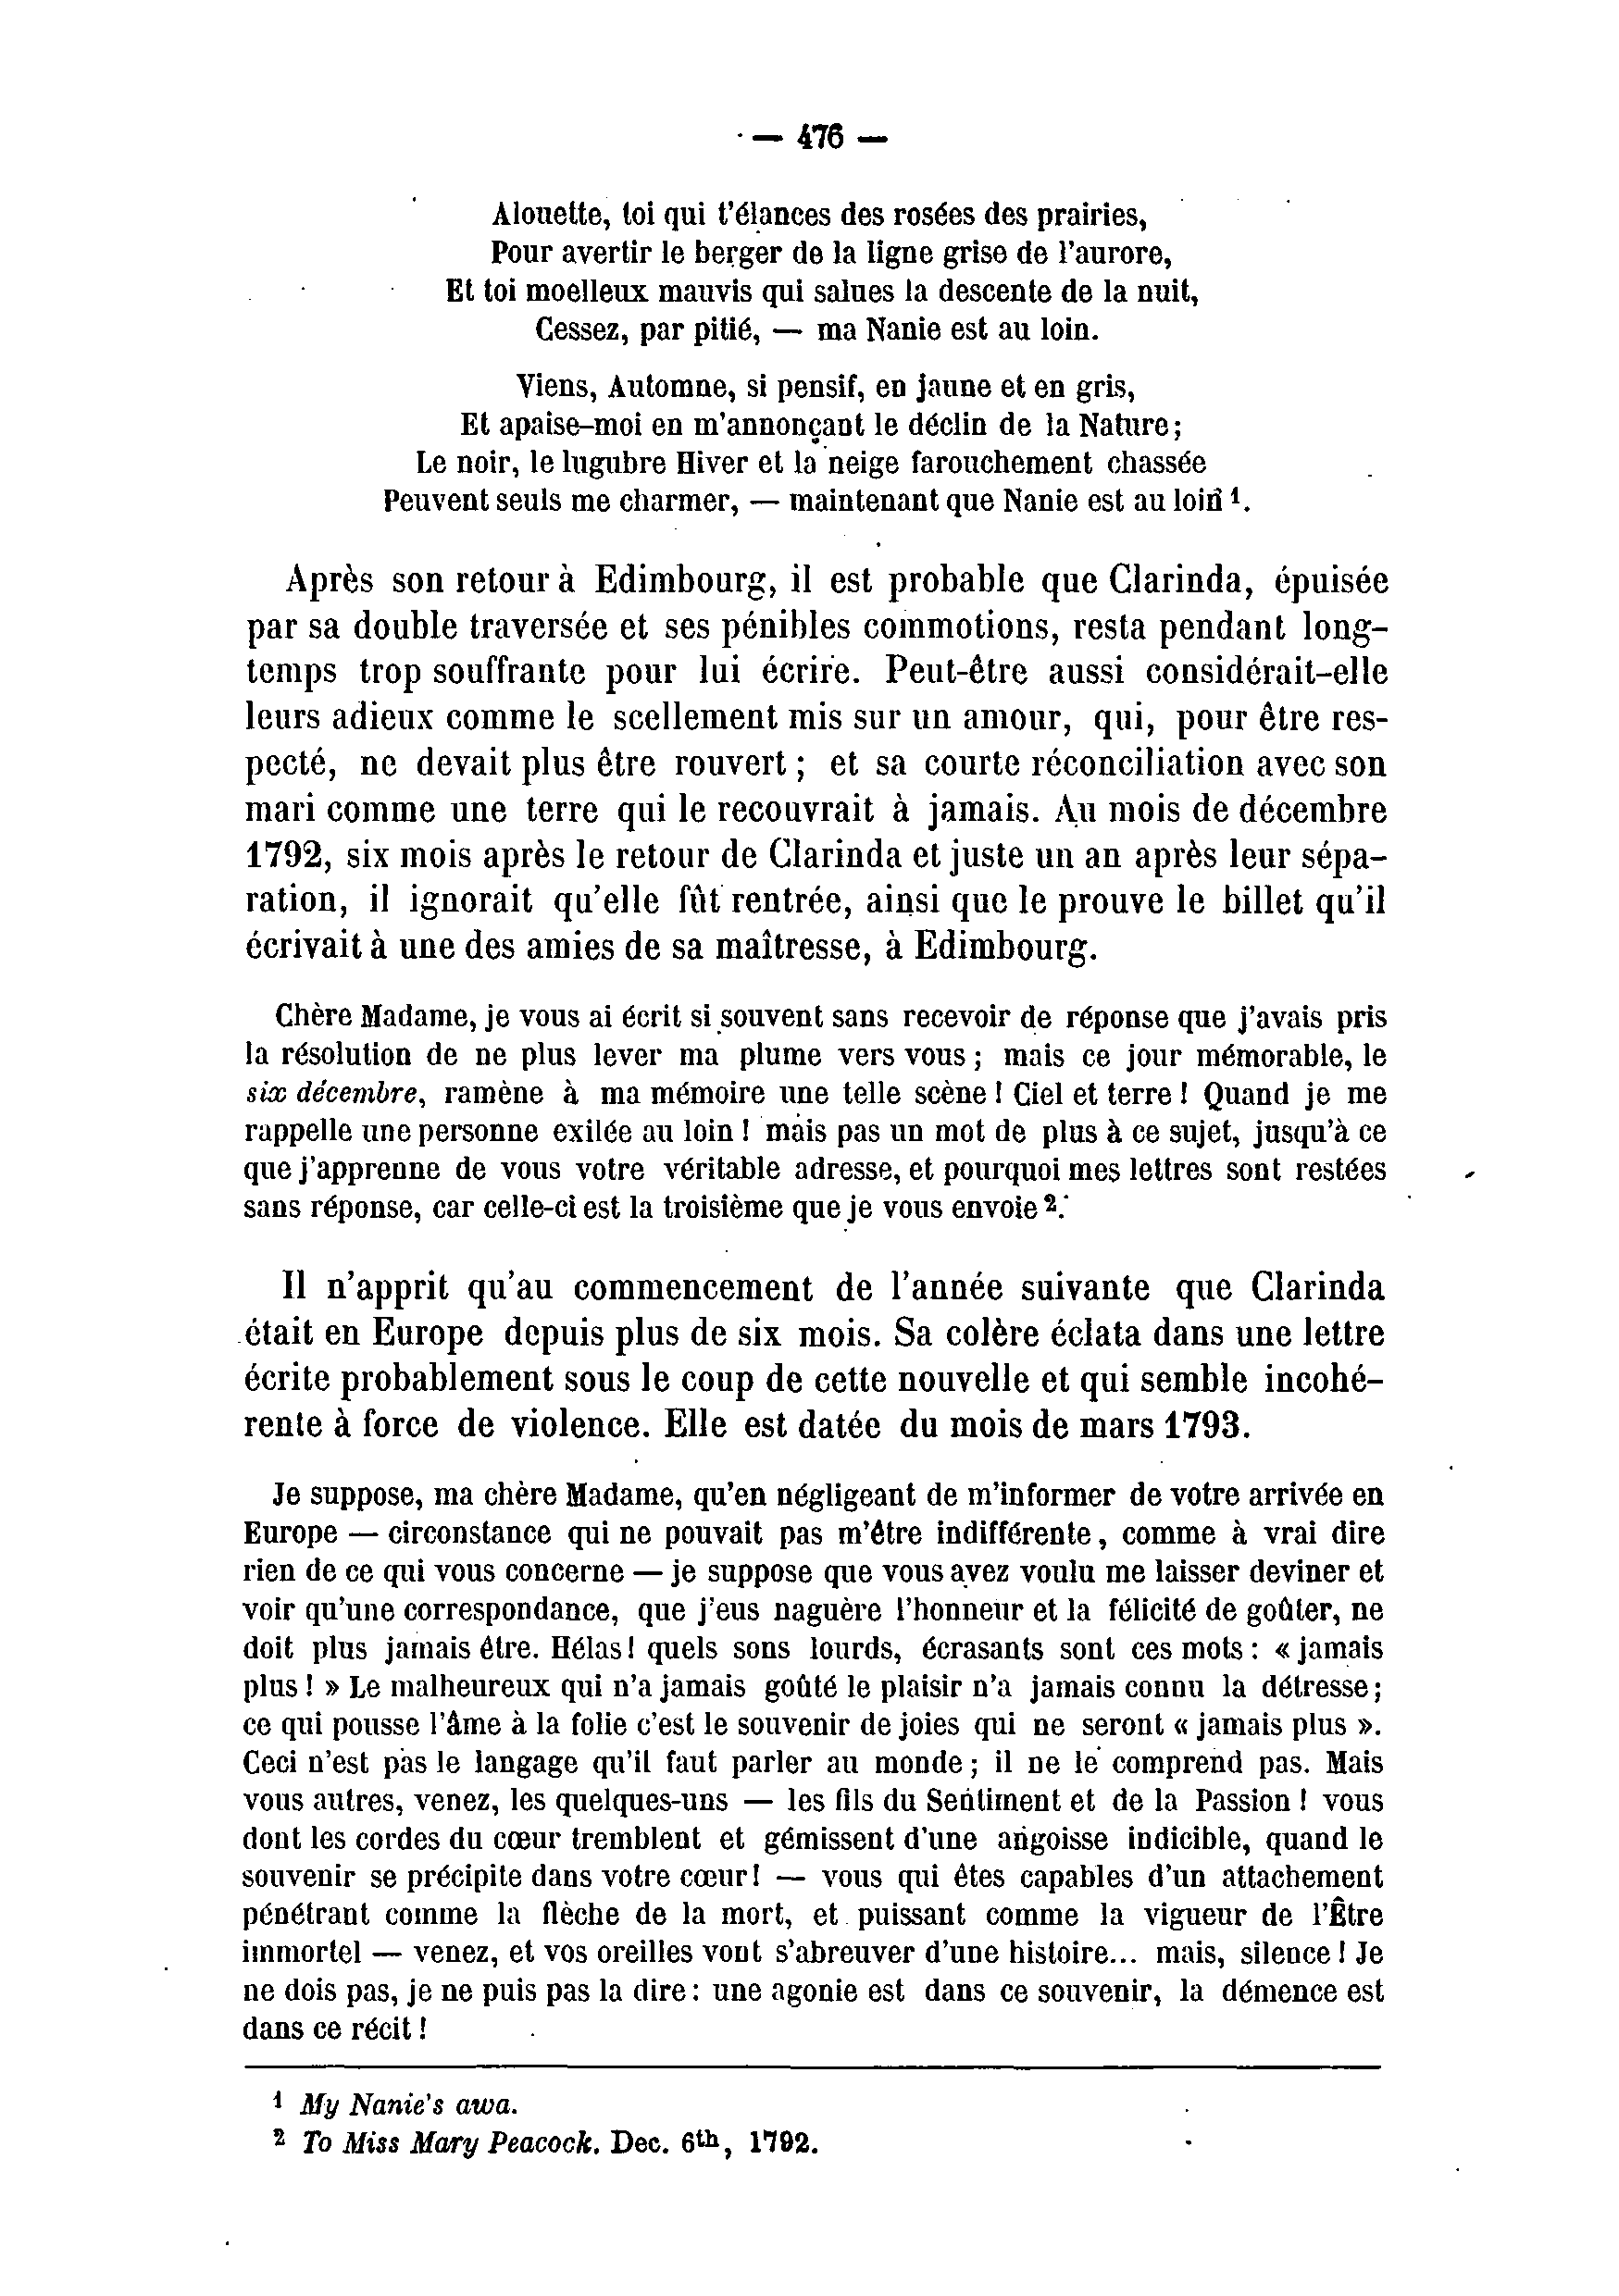 — 476 —
Alouette, toi qui t'élances des rosées des prairies,
Pour avertir le berger de la ligne grise de l'aurore,
Et toi moelleux mauvis qui salues la descente de la nuit,
Cessez, par pitié, — ma Nanie est au loin.
Viens, Automne, si pensif, en jaune et en gris,
Et apaise-moi en m'annonçant le déclin de la Nature;
Le noir, le lugubre Hiver et la neige farouchement chassée
Peuvent seuls me charmer, — maintenant que Nanie est au loin ¹.
Après son retour à Edimbourg, il est probable que Clarinda, épuisée
par sa double traversée et ses pénibles commotions, resta pendant long-
temps trop souffrante pour lui écrire. Peut-être aussi considérait-elle
leurs adieux comme le scellement mis sur un amour, qui, pour être res-
pecté, ne devait plus être rouvert ; et sa courte réconciliation avec son
mari comme une terre qui le recouvrait à jamais. Au mois de décembre
1792, six mois après le retour de Clarinda et juste un an après leur sépa-
ration, il ignorait qu'elle fût rentrée, ainsi que le prouve le billet qu'il
écrivait à une des amies de sa maîtresse, à Edimbourg.
Chère Madame, je vous ai écrit si souvent sans recevoir de réponse que j'avais pris
la résolution de ne plus lever ma plume vers vous ; mais ce jour mémorable, le
six décembre, ramène à ma mémoire une telle scène ! Ciel et terre ! Quand je me
rappelle une personne exilée au loin ! mais pas un mot de plus à ce sujet, jusqu'à ce
que j'apprenne de vous votre véritable adresse, et pourquoi mes lettres sont restées
sans réponse, car celle-ci est la troisième que je vous envoie ².
Il n'apprit qu'au commencement de l'année suivante que Clarinda
était en Europe depuis plus de six mois. Sa colère éclata dans une lettre
écrite probablement sous le coup de cette nouvelle et qui semble incohé-
rente à force de violence. Elle est datée du mois de mars 1793.
Je suppose, ma chère Madame, qu'en négligeant de m'informer de votre arrivée en
Europe — circonstance qui ne pouvait pas m'être indifférente, comme à vrai dire
rien de ce qui vous concerne — je suppose que vous avez voulu me laisser deviner et
voir qu'une correspondance, que j'eus naguère l'honneur et la félicité de goûter, ne
doit plus jamais être. Hélas! quels sons lourds, écrasants sont ces mots : « jamais
plus ! » Le malheureux qui n'a jamais goûté le plaisir n'a jamais connu la détresse;
ce qui pousse l'âme à la folie c'est le souvenir de joies qui ne seront « jamais plus ».
Ceci n'est pas le langage qu'il faut parler au monde ; il ne le comprend pas. Mais
vous autres, venez, les quelques-uns — les fils du Sentiment et de la Passion ! vous
dont les cordes du cœur tremblent et gémissent d'une angoisse indicible, quand le
souvenir se précipite dans votre cœur! — vous qui êtes capables d'un attachement
pénétrant comme la flèche de la mort, et puissant comme la vigueur de l'Être
immortel — venez, et vos oreilles vont s'abreuver d'une histoire... mais, silence ! Je
ne dois pas, je ne puis pas la dire : une agonie est dans ce souvenir, la démence est
dans ce récit !
¹ My Nanie's awa.
² To Miss Mary Peacock. Dec. 6th, 1792.